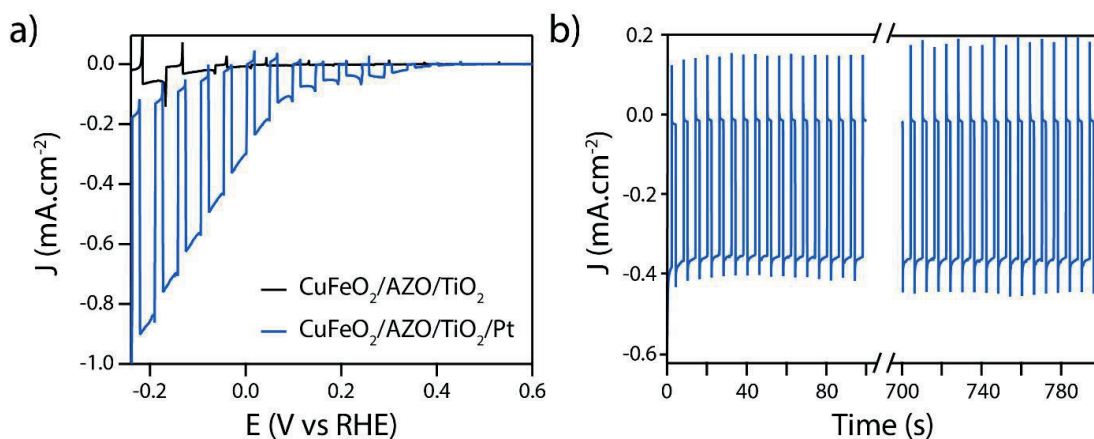 a)
0.0
-0.2
-0.4
-0.6
-0.8
-1.0
J (mA.cm⁻²)
CuFeO₂/AZO/TiO₂
CuFeO₂/AZO/TiO₂/Pt
-0.2
0.0
0.2
0.4
0.6
E (V vs RHE)
b)
0.2
0.0
-0.2
-0.4
-0.6
J (mA.cm⁻²)
0
40
80
700
740
780
Time (s)